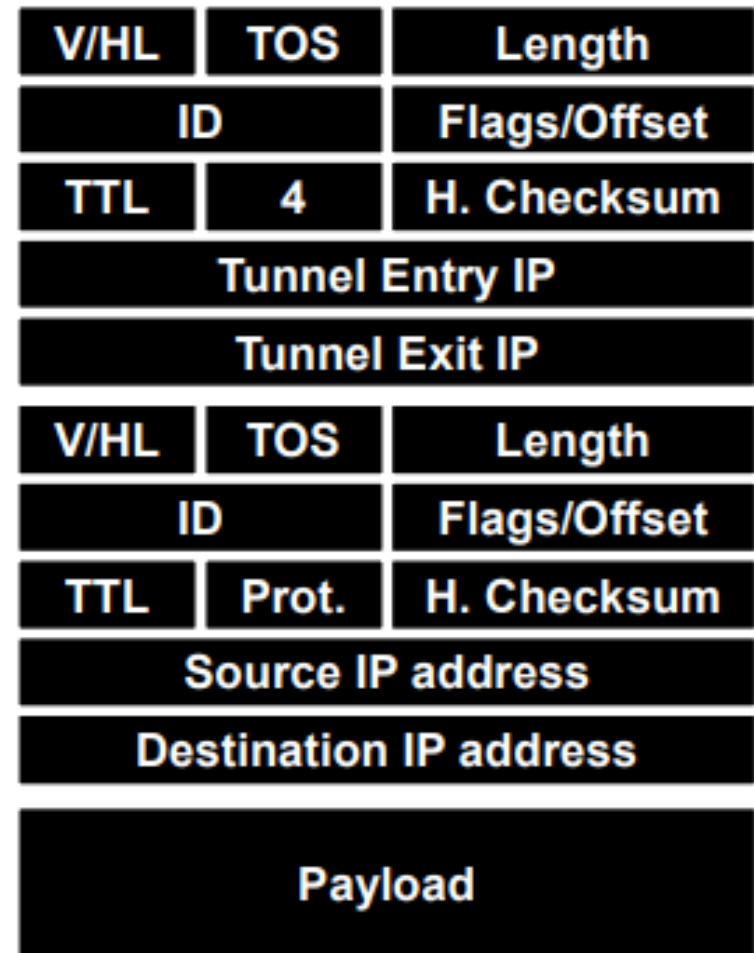 V/HL TOS Length
ID Flags/Offset
TTL 4 H. Checksum
Tunnel Entry IP
Tunnel Exit IP
V/HL TOS Length
ID Flags/Offset
TTL Prot. H. Checksum
Source IP address
Destination IP address
Payload